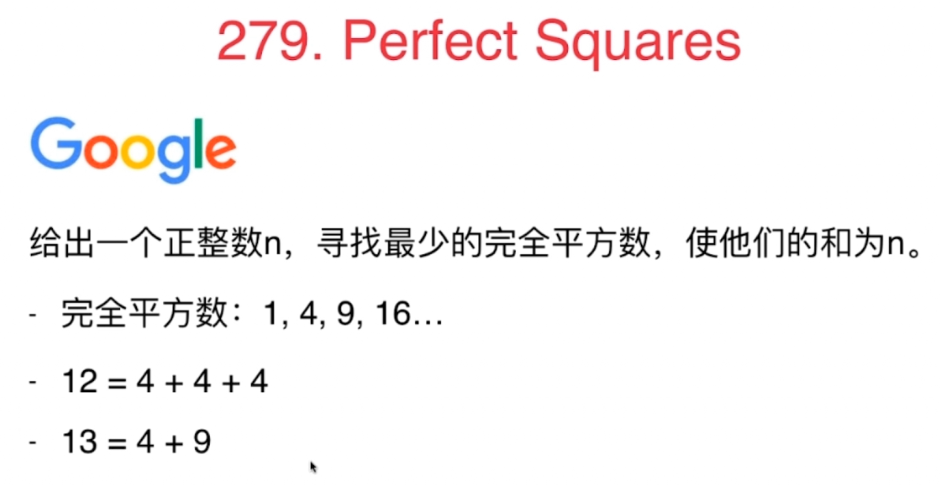 279. Perfect Squares
Google
给出一个正整数n，寻找最少的完全平方数，使他们的和为n。
- 完全平方数：1, 4, 9, 16…
- 12 = 4 + 4 + 4
- 13 = 4 + 9